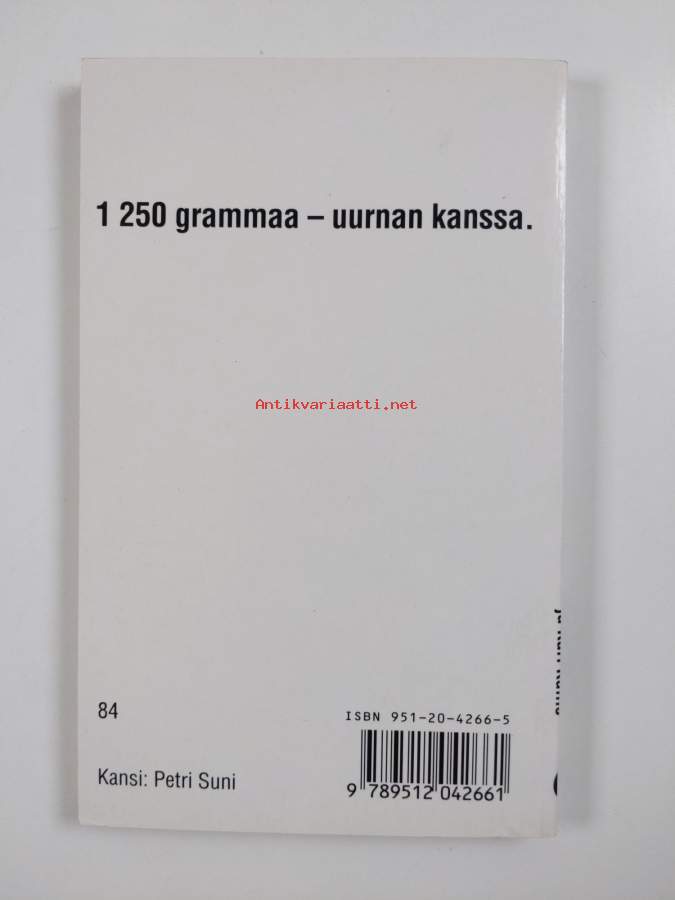 1 250 grammaa – uurnan kanssa.
Antikvariaatti.net
84
ISBN 951-20-4266-5
9 789512 042661
Kansi: Petri Suni